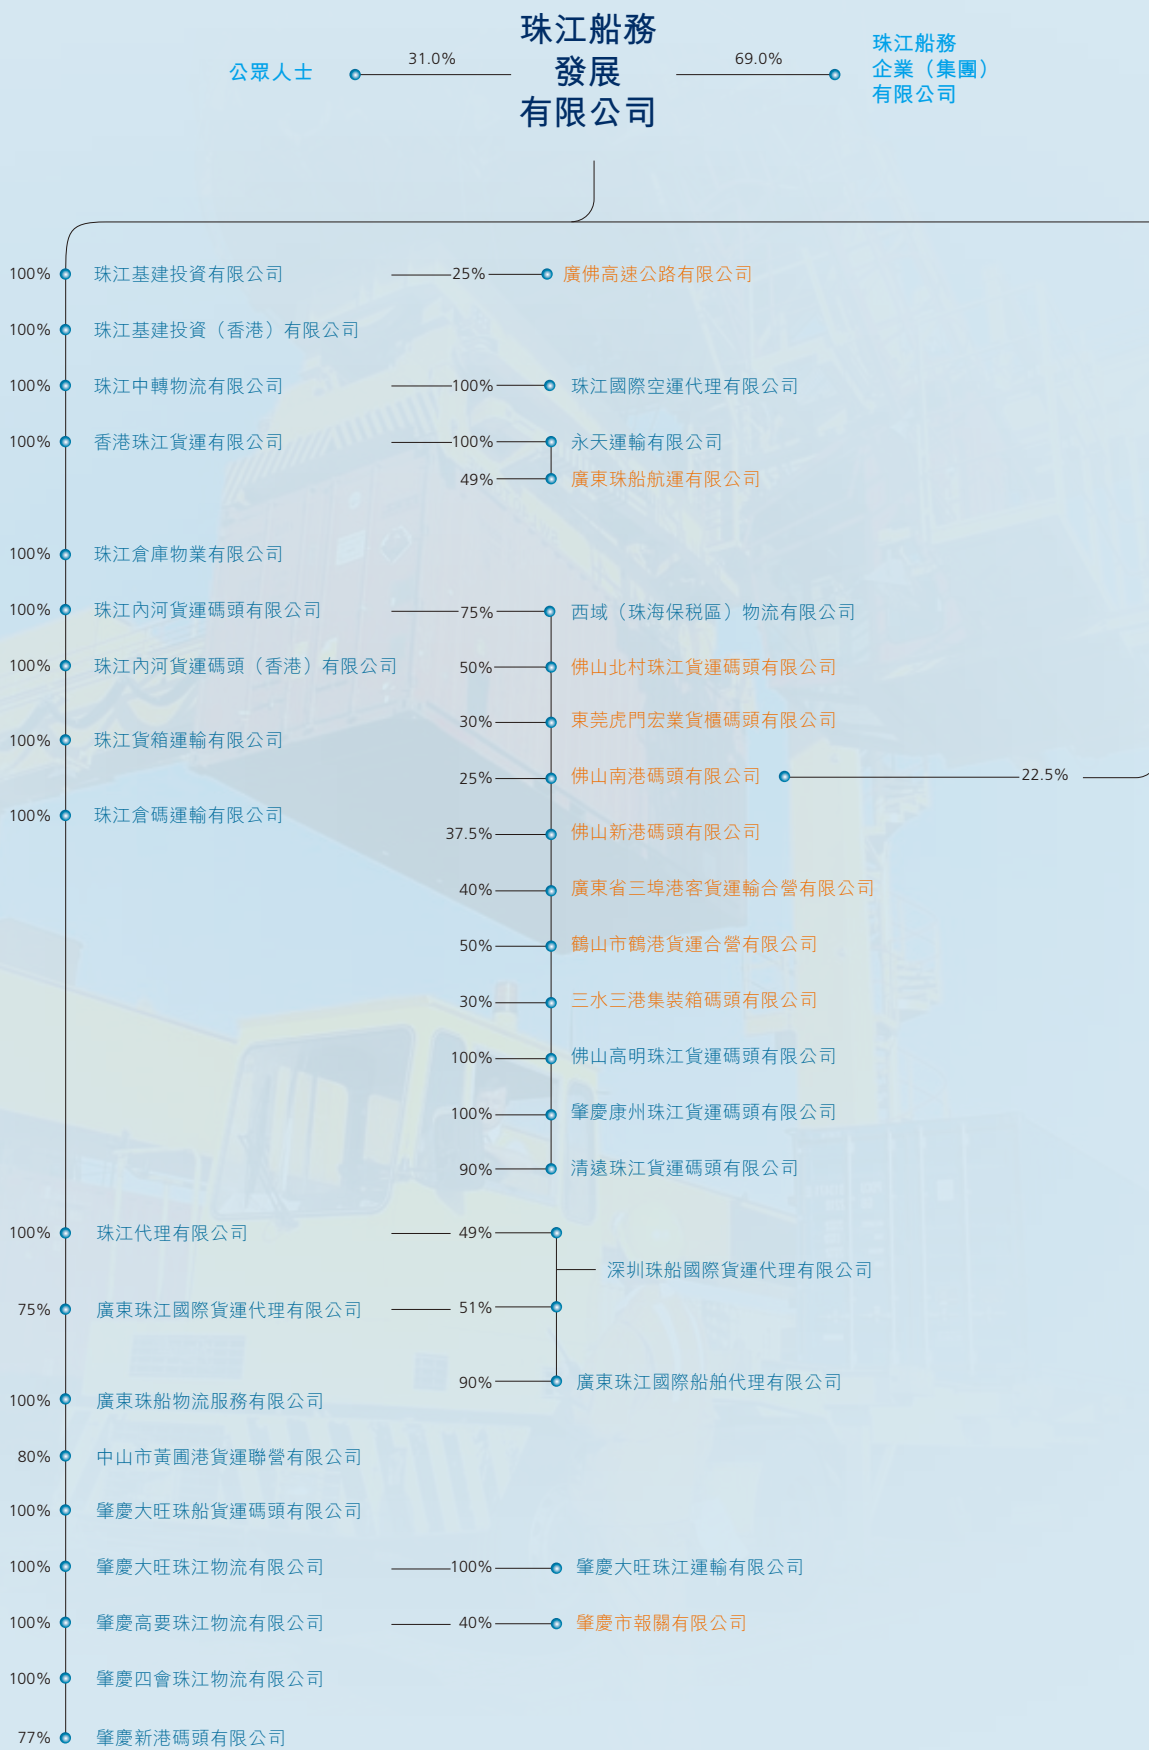 珠江船務
發展
有限公司
公眾人士
31.0%
69.0%
珠江船務
企業（集團）
有限公司
100% 珠江基建投資有限公司 25% 廣佛高速公路有限公司
100% 珠江基建投資（香港）有限公司
100% 珠江中轉物流有限公司 100% 珠江國際空運代理有限公司
100% 香港珠江貨運有限公司 100% 永天運輸有限公司
49% 廣東珠船航運有限公司
100% 珠江倉庫物業有限公司
100% 珠江內河貨運碼頭有限公司 75% 西域（珠海保税區）物流有限公司
100% 珠江內河貨運碼頭（香港）有限公司 50% 佛山北村珠江貨運碼頭有限公司
30% 東莞虎門宏業貨櫃碼頭有限公司
100% 珠江貨箱運輸有限公司
25% 佛山南港碼頭有限公司 22.5%
100% 珠江倉碼運輸有限公司
37.5% 佛山新港碼頭有限公司
40% 廣東省三埠港客貨運輸合營有限公司
50% 鶴山市鶴港貨運合營有限公司
30% 三水三港集裝箱碼頭有限公司
100% 佛山高明珠江貨運碼頭有限公司
100% 肇慶康州珠江貨運碼頭有限公司
90% 清遠珠江貨運碼頭有限公司
100% 珠江代理有限公司 49%
深圳珠船國際貨運代理有限公司
75% 廣東珠江國際貨運代理有限公司 51%
90% 廣東珠江國際船舶代理有限公司
100% 廣東珠船物流服務有限公司
80% 中山市黃圃港貨運聯營有限公司
100% 肇慶大旺珠船貨運碼頭有限公司
100% 肇慶大旺珠江物流有限公司 100% 肇慶大旺珠江運輸有限公司
100% 肇慶高要珠江物流有限公司 40% 肇慶市報關有限公司
100% 肇慶四會珠江物流有限公司
77% 肇慶新港碼頭有限公司